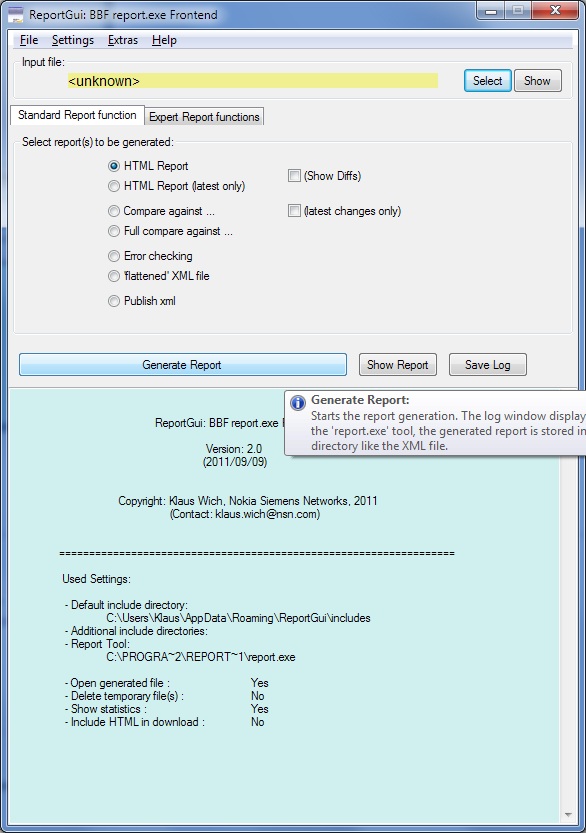 ReportGui: BBF report.exe Frontend
File Settings Extras Help
Input file:
<unknown>
Select Show
Standard Report function Expert Report functions
Select report(s) to be generated:
HTML Report
(Show Diffs)
HTML Report (latest only)
Compare against ... (latest changes only)
Full compare against ...
Error checking
'flattened' XML file
Publish xml
Generate Report Show Report Save Log
Generate Report:
Starts the report generation. The log window display
the 'report.exe' tool, the generated report is stored in
directory like the XML file.
ReportGui: BBF report.exe
Version: 2.0
(2011/09/09)
Copyright: Klaus Wich, Nokia Siemens Networks, 2011
(Contact: klaus.wich@nsn.com)
==================================================================
Used Settings:
- Default include directory:
C:\Users\Klaus\AppData\Roaming\ReportGui\includes
- Additional include directories:
- Report Tool:
C:\PROGRA~2\REPORT~1\report.exe
- Open generated file : Yes
- Delete temporary file(s) : No
- Show statistics : Yes
- Include HTML in download : No